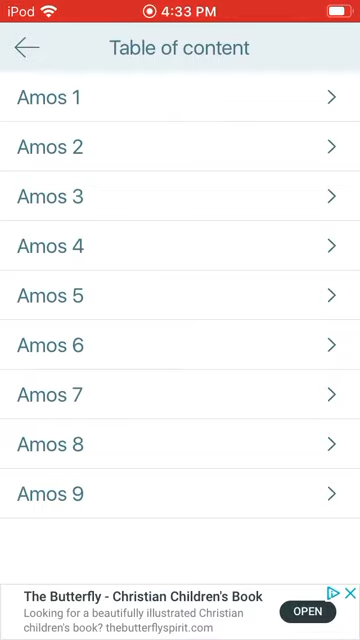 iPod 4:33 PM
Table of content
Amos 1
Amos 2
Amos 3
Amos 4
Amos 5
Amos 6
Amos 7
Amos 8
Amos 9
The Butterfly - Christian Children's Book
Looking for a beautifully illustrated Christian
children's book? thebutterflyspirit.com
OPEN